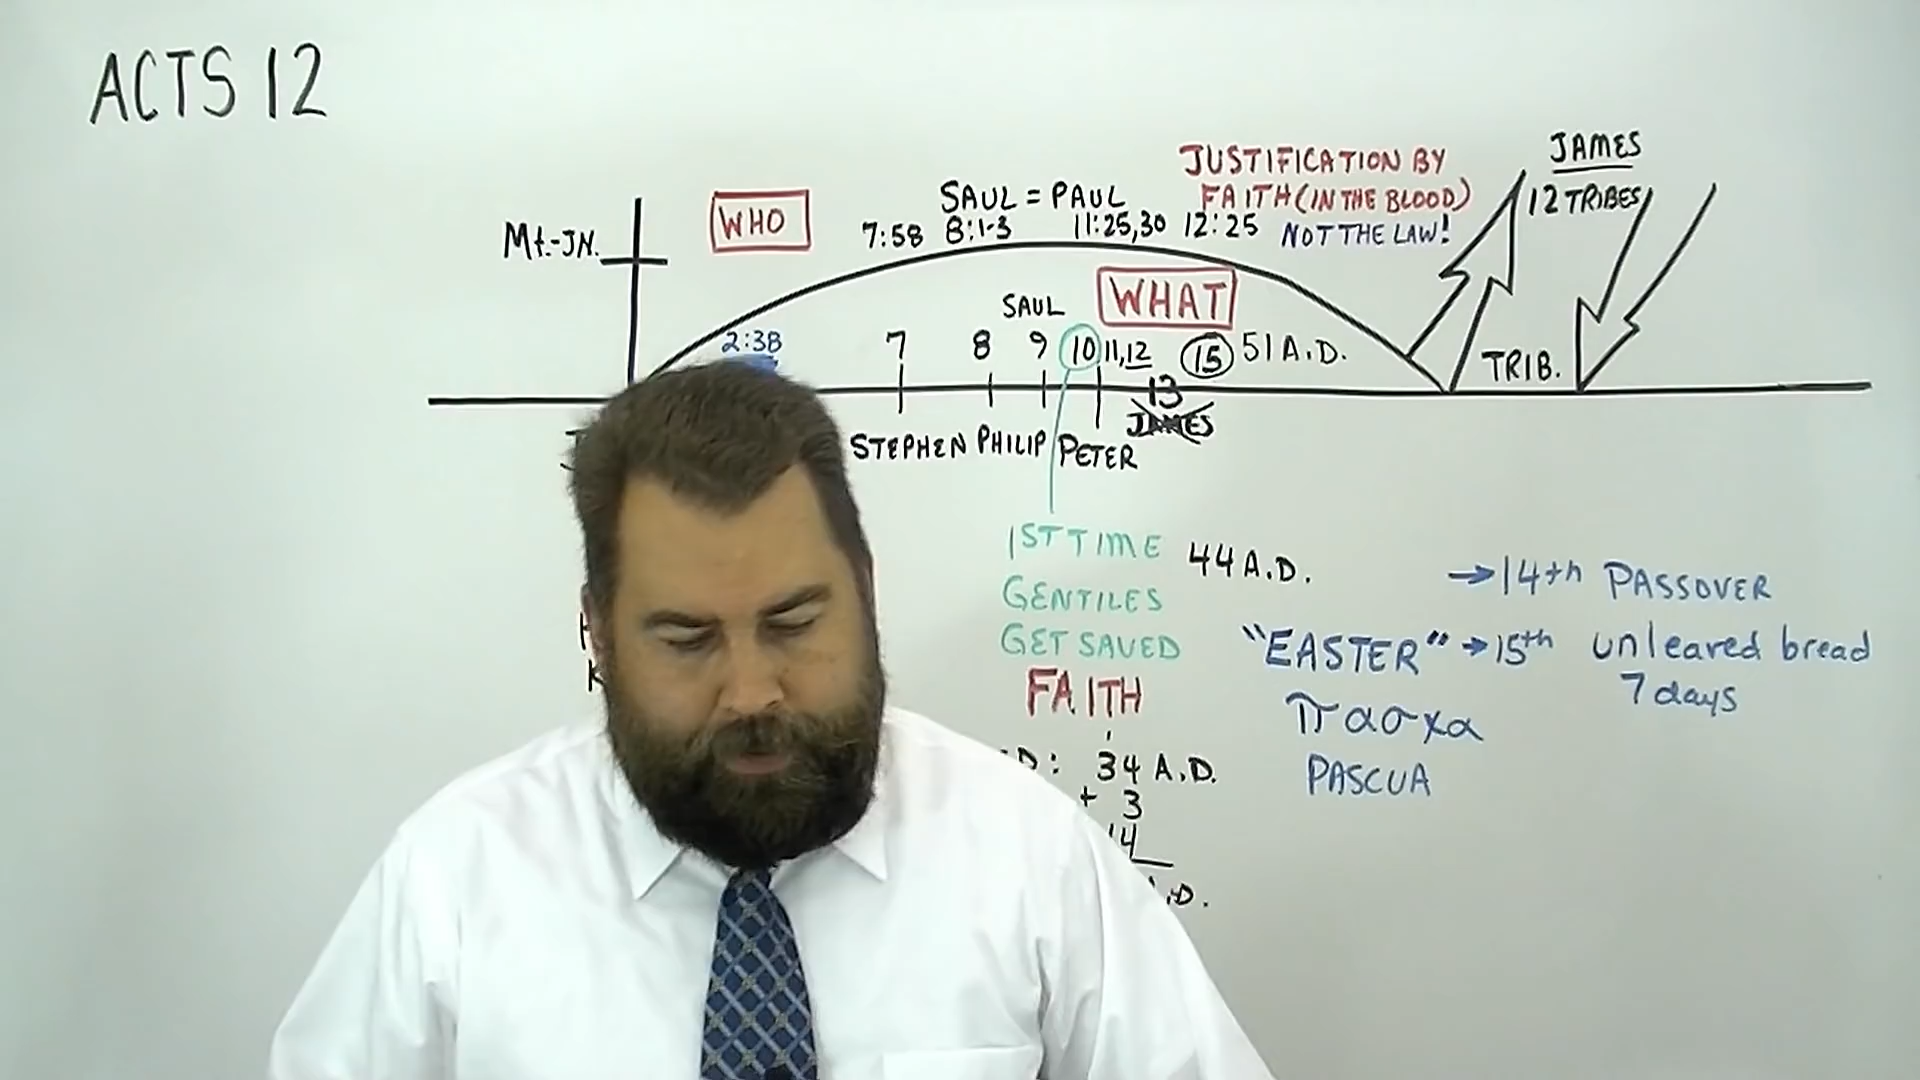 ACTS 12
JAMES
12 TRIBES
JUSTIFICATION BY
FAITH (IN THE BLOOD)
NOT THE LAW!
SAUL = PAUL
7:58 8:1-3 11:25,30 12:25
WHO
Mt.-JN.
WHAT
SAUL
2:38 7 8 9 10 11,12 15 51 A.D.
TRIB.
13
JAMES
STEPHEN PHILIP PETER
1ST TIME
GENTILES
GET SAVED
FAITH
44 A.D.
→14th PASSOVER
"EASTER" →15th unleared bread
7 days
πασχα
PASCUA
D: 34 A.D.
+ 3
14
.D.